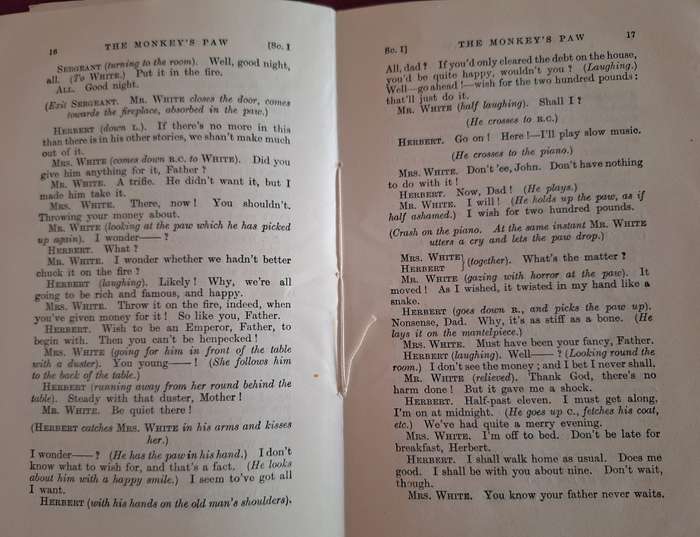 16 THE MONKEY'S PAW [Sc. I
SERGEANT (turning to the room). Well, good night,
all. (To WHITE.) Put it in the fire.
ALL. Good night.
(Exit SERGEANT. MR. WHITE closes the door, comes
towards the fireplace, absorbed in the paw.)
HERBERT (down L.). If there's no more in this
than there is in his other stories, we shan't make much
out of it.
MRS. WHITE (comes down R.C. to WHITE). Did you
give him anything for it, Father?
MR. WHITE. A trifle. He didn't want it, but I
made him take it.
MRS. WHITE. There, now! You shouldn't.
Throwing your money about.
MR. WHITE (looking at the paw which he has picked
up again). I wonder——?
HERBERT. What?
MR. WHITE. I wonder whether we hadn't better
chuck it on the fire?
HERBERT (laughing). Likely! Why, we're all
going to be rich and famous, and happy.
MRS. WHITE. Throw it on the fire, indeed, when
you've given money for it! So like you, Father.
HERBERT. Wish to be an Emperor, Father, to
begin with. Then you can't be henpecked!
MRS. WHITE (going for him in front of the table
with a duster). You young——! (She follows him
to the back of the table.)
HERBERT (running away from her round behind the
table). Steady with that duster, Mother!
MR. WHITE. Be quiet there!
(HERBERT catches MRS. WHITE in his arms and kisses
her.)
I wonder——? (He has the paw in his hand.) I don't
know what to wish for, and that's a fact. (He looks
about him with a happy smile.) I seem to've got all
I want.
HERBERT (with his hands on the old man's shoulders).
Sc. I] THE MONKEY'S PAW 17
All, dad? If you'd only cleared the debt on the house,
you'd be quite happy, wouldn't you? (Laughing.)
Well—go ahead!—wish for the two hundred pounds:
that'll just do it.
MR. WHITE (half laughing). Shall I?
(He crosses to R.C.)
HERBERT. Go on! Here!—I'll play slow music.
(He crosses to the piano.)
MRS. WHITE. Don't 'ee, John. Don't have nothing
to do with it!
HERBERT. Now, Dad! (He plays.)
MR. WHITE. I will! (He holds up the paw, as if
half ashamed.) I wish for two hundred pounds.
(Crash on the piano. At the same instant MR. WHITE
utters a cry and lets the paw drop.)
MRS. WHITE
HERBERT } (together). What's the matter?
MR. WHITE (gazing with horror at the paw). It
moved! As I wished, it twisted in my hand like a
snake.
HERBERT (goes down R., and picks the paw up).
Nonsense, Dad. Why, it's as stiff as a bone. (He
lays it on the mantelpiece.)
MRS. WHITE. Must have been your fancy, Father.
HERBERT (laughing). Well——? (Looking round the
room.) I don't see the money; and I bet I never shall.
MR. WHITE (relieved). Thank God, there's no
harm done! But it gave me a shock.
HERBERT. Half-past eleven. I must get along,
I'm on at midnight. (He goes up C., fetches his coat,
etc.) We've had quite a merry evening.
MRS. WHITE. I'm off to bed. Don't be late for
breakfast, Herbert.
HERBERT. I shall walk home as usual. Does me
good. I shall be with you about nine. Don't wait,
though.
MRS. WHITE. You know your father never waits.